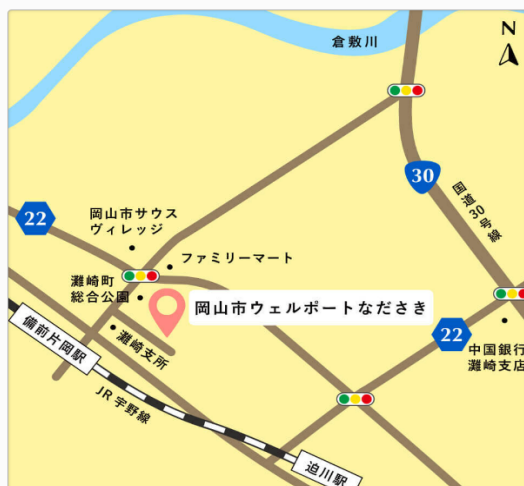 N
倉敷川
30
国道30号線
22
岡山市サウス
ヴィレッジ
ファミリーマート
灘崎町
総合公園
岡山市ウェルポートなださき
灘崎支所
備前片岡駅
JR宇野線
22
中国銀行
灘崎支店
迫川駅